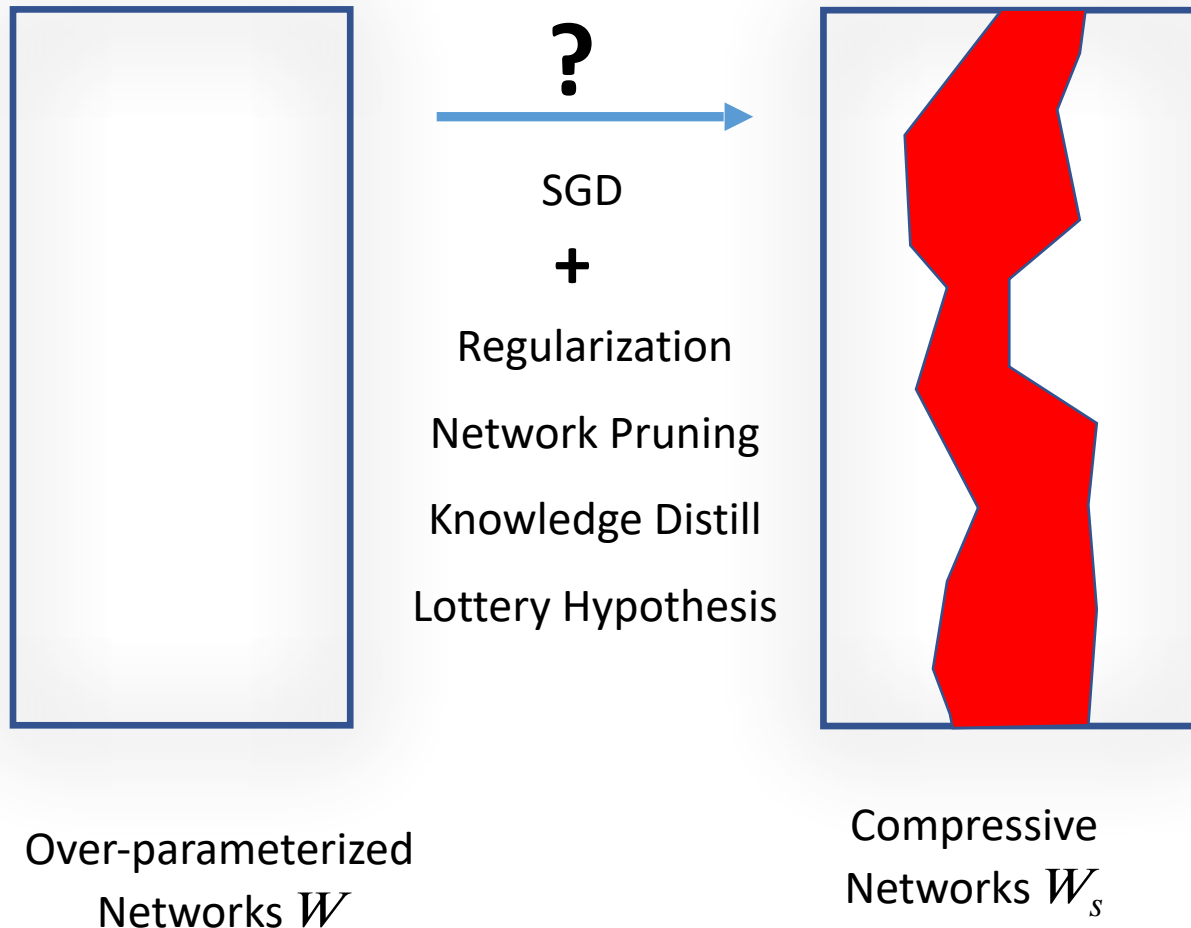 ?
SGD
+
Regularization
Network Pruning
Knowledge Distill
Lottery Hypothesis
Over-parameterized
Networks W
Compressive
Networks Wₛ